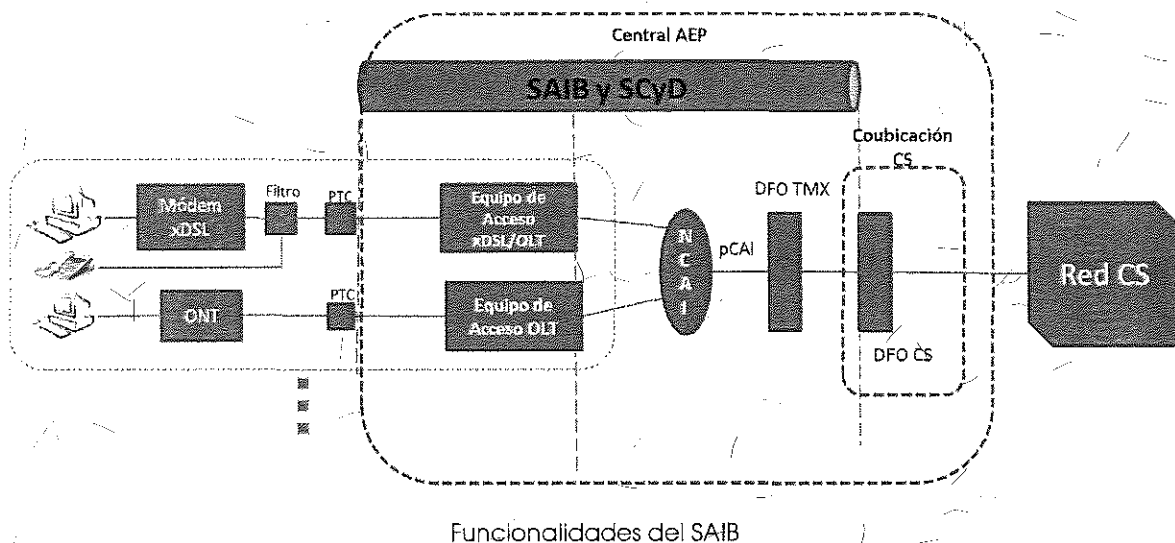 Central AEP
SAIB y SCyD
Coubicación
CS
Filtro
PTC
Módem
xDSL
Equipo de
Acceso
xDSL/OLT
DFO TMX
NCAI
pCAI
Red CS
PTC
ONT
Equipo de
Acceso OLT
DFO CS
Funcionalidades del SAIB